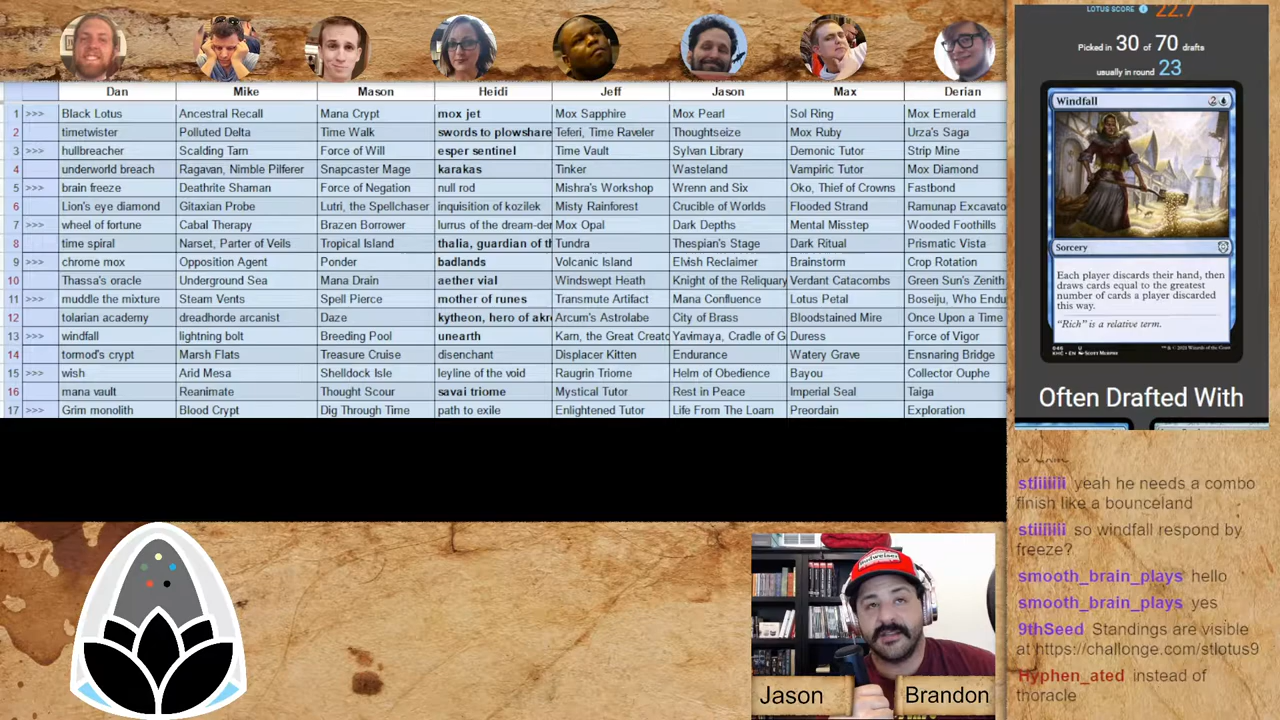 Dan Mike Mason Heidi Jeff Jason Max Derian
1 >>> Black Lotus Ancestral Recall Mana Crypt mox jet Mox Sapphire Mox Pearl Sol Ring Mox Emerald
2 timetwister Polluted Delta Time Walk swords to plowshare Teferi, Time Raveler Thoughtseize Mox Ruby Urza's Saga
3 >>> hullbreacher Scalding Tarn Force of Will esper sentinel Time Vault Sylvan Library Demonic Tutor Strip Mine
4 underworld breach Ragavan, Nimble Pilferer Snapcaster Mage karakas Tinker Wasteland Vampiric Tutor Mox Diamond
5 >>> brain freeze Deathrite Shaman Force of Negation null rod Mishra's Workshop Wrenn and Six Oko, Thief of Crowns Fastbond
6 Lion's eye diamond Gitaxian Probe Lutri, the Spellchaser inquisition of kozilek Misty Rainforest Crucible of Worlds Flooded Strand Ramunap Excavato
7 >>> wheel of fortune Cabal Therapy Brazen Borrower lurrus of the dream-den Mox Opal Dark Depths Mental Misstep Wooded Foothills
8 time spiral Narset, Parter of Veils Tropical Island thalia, guardian of th Tundra Thespian's Stage Dark Ritual Prismatic Vista
9 >>> chrome mox Opposition Agent Ponder badlands Volcanic Island Elvish Reclaimer Brainstorm Crop Rotation
10 Thassa's oracle Underground Sea Mana Drain aether vial Windswept Heath Knight of the Reliquary Verdant Catacombs Green Sun's Zenith
11 >>> muddle the mixture Steam Vents Spell Pierce mother of runes Transmute Artifact Mana Confluence Lotus Petal Boseiju, Who Endu
12 tolarian academy dreadhorde arcanist Daze kytheon, hero of akr Arcum's Astrolabe City of Brass Bloodstained Mire Once Upon a Time
13 >>> windfall lightning bolt Breeding Pool unearth Karn, the Great Creato Yavimaya, Cradle of G Duress Force of Vigor
14 tormod's crypt Marsh Flats Treasure Cruise disenchant Displacer Kitten Endurance Watery Grave Ensnaring Bridge
15 >>> wish Arid Mesa Shelldock Isle leyline of the void Raugrin Triome Helm of Obedience Bayou Collector Ouphe
16 mana vault Reanimate Thought Scour savai triome Mystical Tutor Rest in Peace Imperial Seal Taiga
17 >>> Grim monolith Blood Crypt Dig Through Time path to exile Enlightened Tutor Life From The Loam Preordain Exploration
LOTUS SCORE 22.7
Picked in 30 of 70 drafts
usually in round 23
Windfall 2
Sorcery
Each player discards their hand, then
draws cards equal to the greatest
number of cards a player discarded
this way.
"Rich" is a relative term.
Often Drafted With
stliiiiii yeah he needs a combo
finish like a bounceland
stliiiiii so windfall respond by
freeze?
smooth_brain_plays hello
smooth_brain_plays yes
9thSeed Standings are visible
at https://challonge.com/stlotus9
Hyphen_ated instead of
thoracle
Jason Brandon